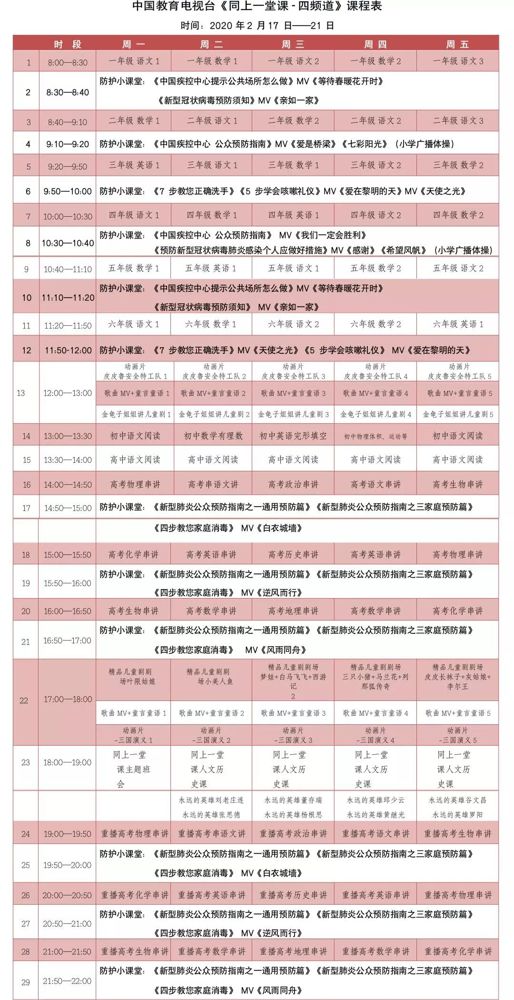 中国教育电视台《同上一堂课-四频道》课程表
时间：2020 年 2 月 17 日——21 日
时 段 周 一 周 二 周 三 周 四 周 五
1 8:00—8:30 一年级 语文 1 一年级 数学 1 一年级 语文 2 一年级 数学 2 一年级 语文 3
防护小课堂：《中国疾控中心提示公共场所怎么做》MV《等待春暖花开时》
2 8:30—8:40
《新型冠状病毒预防须知》MV《亲如一家》
3 8:40—9:10 二年级 数学 1 二年级 语文 1 二年级 数学 2 二年级 语文 2 二年级 语文 3
4 9:10—9:20 防护小课堂：《中国疾控中心 公众预防指南》MV《爱是桥梁》《七彩阳光》（小学广播体操）
5 9:20—9:50 三年级 英语 1 三年级 语文 1 三年级 数学 1 三年级 语文 2 三年级 数学 2
6 9:50—10:00 防护小课堂：《7 步教您正确洗手》《5 步学会咳嗽礼仪》MV《爱在黎明的天》MV《天使之光》
7 10:00—10:30 四年级 语文 1 四年级 数学 1 四年级 英语 1 四年级 语文 2 四年级 数学 2
防护小课堂：《中国疾控中心 公众预防指南》 MV《我们一定会胜利》
8 10:30—10:40
《预防新型冠状病毒肺炎感染个人应做好措施》MV《感谢》《希望风帆》（小学广播体操）
9 10:40—11:10 五年级 数学 1 五年级 英语 1 五年级 语文 1 五年级 数学 2 五年级 语文 2
防护小课堂：《中国疾控中心提示公共场所怎么做》MV《等待春暖花开时》
10 11:10—11:20
《新型冠状病毒预防须知》 MV《亲如一家》
11 11:20—11:50 六年级 语文 1 六年级 数学 1 六年级 语文 2 六年级 数学 2 六年级 英语 1
12 11:50-12:00 防护小课堂：《7 步教您正确洗手》MV《天使之光》《5 步学会咳嗽礼仪》 MV《爱在黎明的天》
动画片 动画片 动画片 动画片 动画片
皮皮鲁安全特工队 1 皮皮鲁安全特工队 2 皮皮鲁安全特工队 3 皮皮鲁安全特工队 4 皮皮鲁安全特工队 5
13 12:00—13:00 歌曲 MV+童言童语 1 歌曲 MV+童言童语 2 歌曲 MV+童言童语 3 歌曲 MV+童言童语 4 歌曲 MV+童言童语 5
金龟子姐姐讲儿童剧 1 金龟子姐姐讲儿童剧 2 金龟子姐姐讲儿童剧 3 金龟子姐姐讲儿童剧 4 金龟子姐姐讲儿童剧 5
14 13:00—13:30 初中语文阅读 初中数学有理数 初中英语完形填空 初中物理体积、运动等 初中语文阅读
15 13:30—14:00 高中语文阅读 高中语文阅读 高中语文阅读 高中语文阅读 高中语文阅读
16 14:00—14:50 高考物理串讲 高考串语文讲 高考政治串讲 高考语文串讲 高考生物串讲
17 14:50—15:00 防护小课堂：《新型肺炎公众预防指南之一通用预防篇》《新型肺炎公众预防指南之三家庭预防篇》
《四步教您家庭消毒》 MV《白衣城墙》
18 15:00—15:50 高考化学串讲 高考英语串讲 高考历史串讲 高考英语串讲 高考物理串讲
防护小课堂：《新型肺炎公众预防指南之一通用预防篇》《新型肺炎公众预防指南之三家庭预防篇》
19 15:50—16:00
《四步教您家庭消毒》 MV《逆风而行》
20 16:00—16:50 高考生物串讲 高考数学串讲 高考地理串讲 高考数学串讲 高考化学串讲
防护小课堂：《新型肺炎公众预防指南之一通用预防篇》《新型肺炎公众预防指南之三家庭预防篇》
21 16:50—17:00
《四步教您家庭消毒》 MV《风雨同舟》
精品儿童剧剧 精品儿童剧剧 精品儿童剧剧场 精品儿童剧剧场 精品儿童剧剧场
场叶限姑娘 场小美人鱼 梦娃+白马飞飞+西游 三只小猪+马兰花+列 皮皮长袜子+灰姑娘+
记 那狐传奇 李尔王
2
22 17:00—18:00
歌曲 MV+童言童语 1 歌曲 MV+童言童语 2 歌曲 MV+童言童语 3 歌曲 MV+童言童语 4 歌曲 MV+童言童语 5
动画片 动画片 动画片 动画片 动画片
-三国演义 1 -三国演义 2 -三国演义 3 -三国演义 4 -三国演义 5
同上一堂 同上一堂 同上一堂 同上一堂 同上一堂
23 18:00—19:00
课主题班 课人文历 课人文历 课人文历 课人文历
会 史课 史课 史课 史课
永远的英雄刘老庄连 永远的英雄董存瑞 永远的英雄邱少云 永远的英雄谷文昌
永远的英雄张思德 永远的英雄杨根思 永远的英雄黄继光 永远的英雄罗阳
24 19:00—19:50 重播高考物理串讲 重播高考串语文讲 重播高考政治串讲 重播高考语文串讲 重播高考生物串讲
防护小课堂：《新型肺炎公众预防指南之一通用预防篇》《新型肺炎公众预防指南之三家庭预防篇》
25 19:50—20:00
《四步教您家庭消毒》 MV《白衣城墙》
26 20:00—20:50 重播高考化学串讲 重播高考英语串讲 重播高考历史串讲 重播高考英语串讲 重播高考物理串讲
防护小课堂：《新型肺炎公众预防指南之一通用预防篇》《新型肺炎公众预防指南之三家庭预防篇》
27 20:50—21:00
《四步教您家庭消毒》 MV《逆风而行》
28 21:00—21:50 重播高考生物串讲 重播高考数学串讲 重播高考地理串讲 重播高考数学串讲 重播高考化学串讲
防护小课堂：《新型肺炎公众预防指南之一通用预防篇》《新型肺炎公众预防指南之三家庭预防篇》
29 21:50—22:00
《四步教您家庭消毒》 MV《风雨同舟》